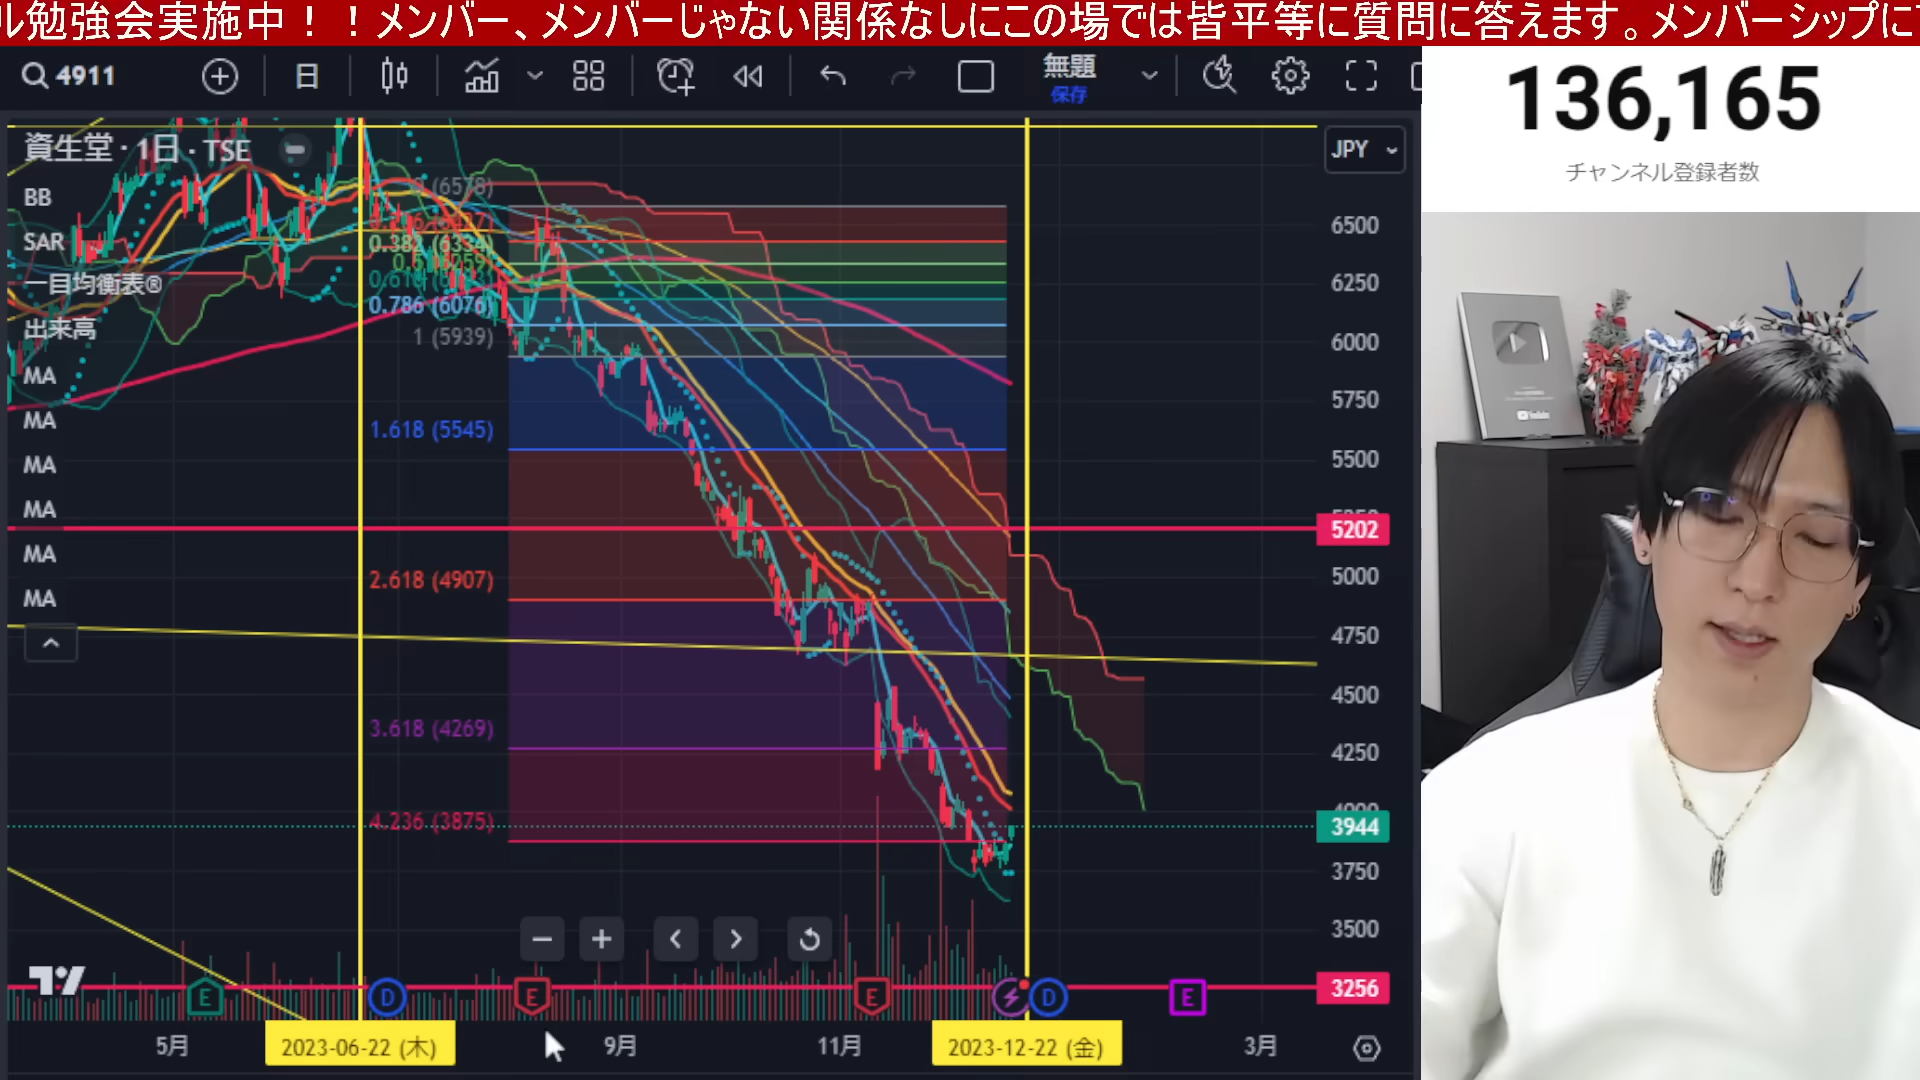 ル勉強会実施中！！メンバー、メンバーじゃない関係なしにこの場では皆平等に質問に答えます。メンバーシップに
4911
日
無題
保存
136,165
チャンネル登録者数
資生堂・1日・TSE
JPY
BB
SAR
一目均衡表®
出来高
MA
MA
MA
MA
MA
MA
(6578)
0.382 (6334)
0.786 (6076)
1 (5939)
1.618 (5545)
2.618 (4907)
3.618 (4269)
4.236 (3875)
6500
6250
6000
5750
5500
5202
5000
4750
4500
4250
3944
3750
3500
3256
E
D
E
E
D
E
5月
2023-06-22 (木)
9月
11月
2023-12-22 (金)
3月
YouTube